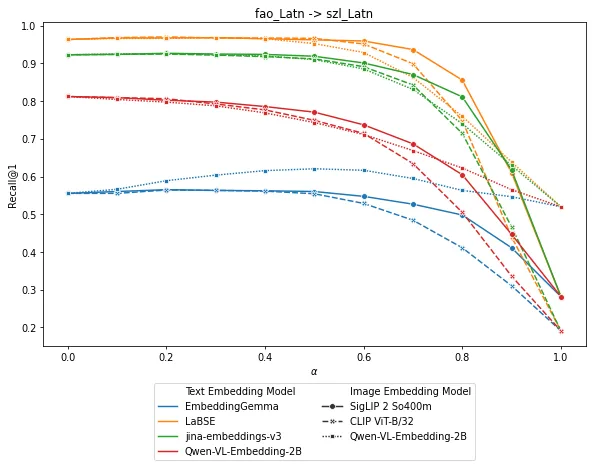 fao_Latn -> szl_Latn
Recall@1
1.0
0.9
0.8
0.7
0.6
0.5
0.4
0.3
0.2
0.0 0.2 0.4 0.6 0.8 1.0
α
Text Embedding Model Image Embedding Model
EmbeddingGemma SigLIP 2 So400m
LaBSE CLIP ViT-B/32
jina-embeddings-v3 Qwen-VL-Embedding-2B
Qwen-VL-Embedding-2B